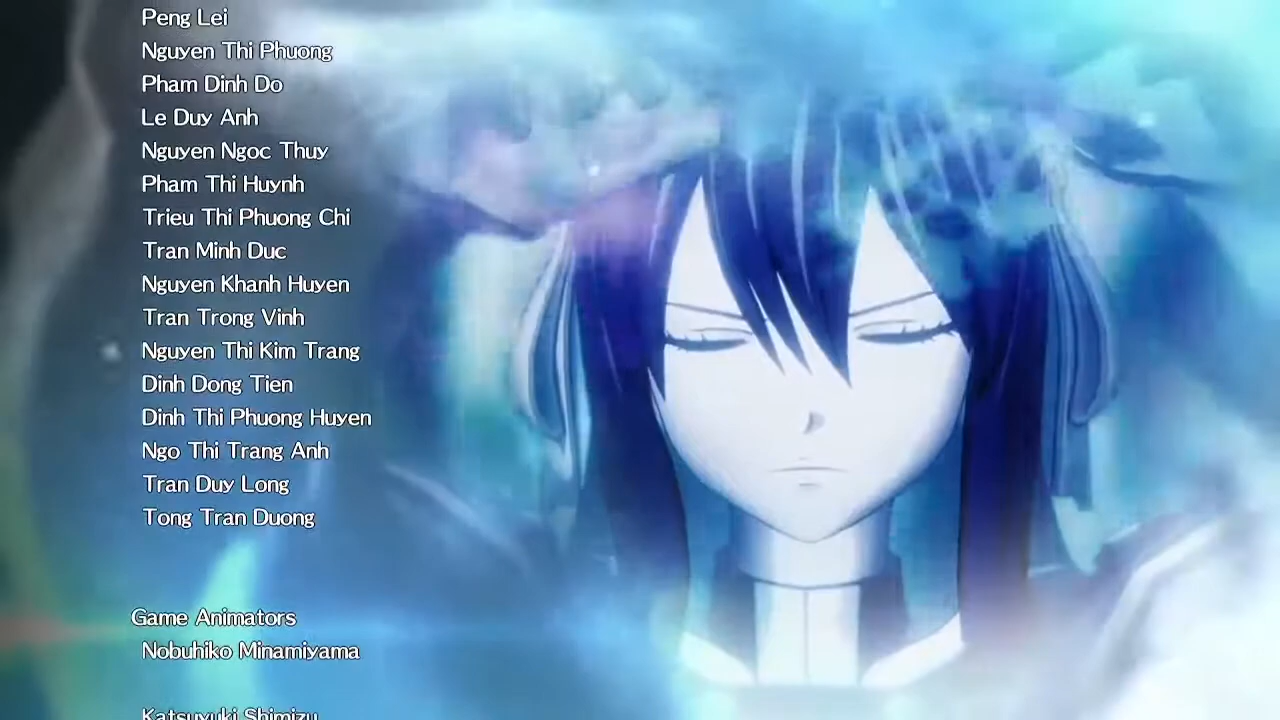 Peng Lei
Nguyen Thi Phuong
Pham Dinh Do
Le Duy Anh
Nguyen Ngoc Thuy
Pham Thi Huynh
Trieu Thi Phuong Chi
Tran Minh Duc
Nguyen Khanh Huyen
Tran Trong Vinh
Nguyen Thi Kim Trang
Dinh Dong Tien
Dinh Thi Phuong Huyen
Ngo Thi Trang Anh
Tran Duy Long
Tong Tran Duong
Game Animators
Nobuhiko Minamiyama
Katsuyuki Shimizu